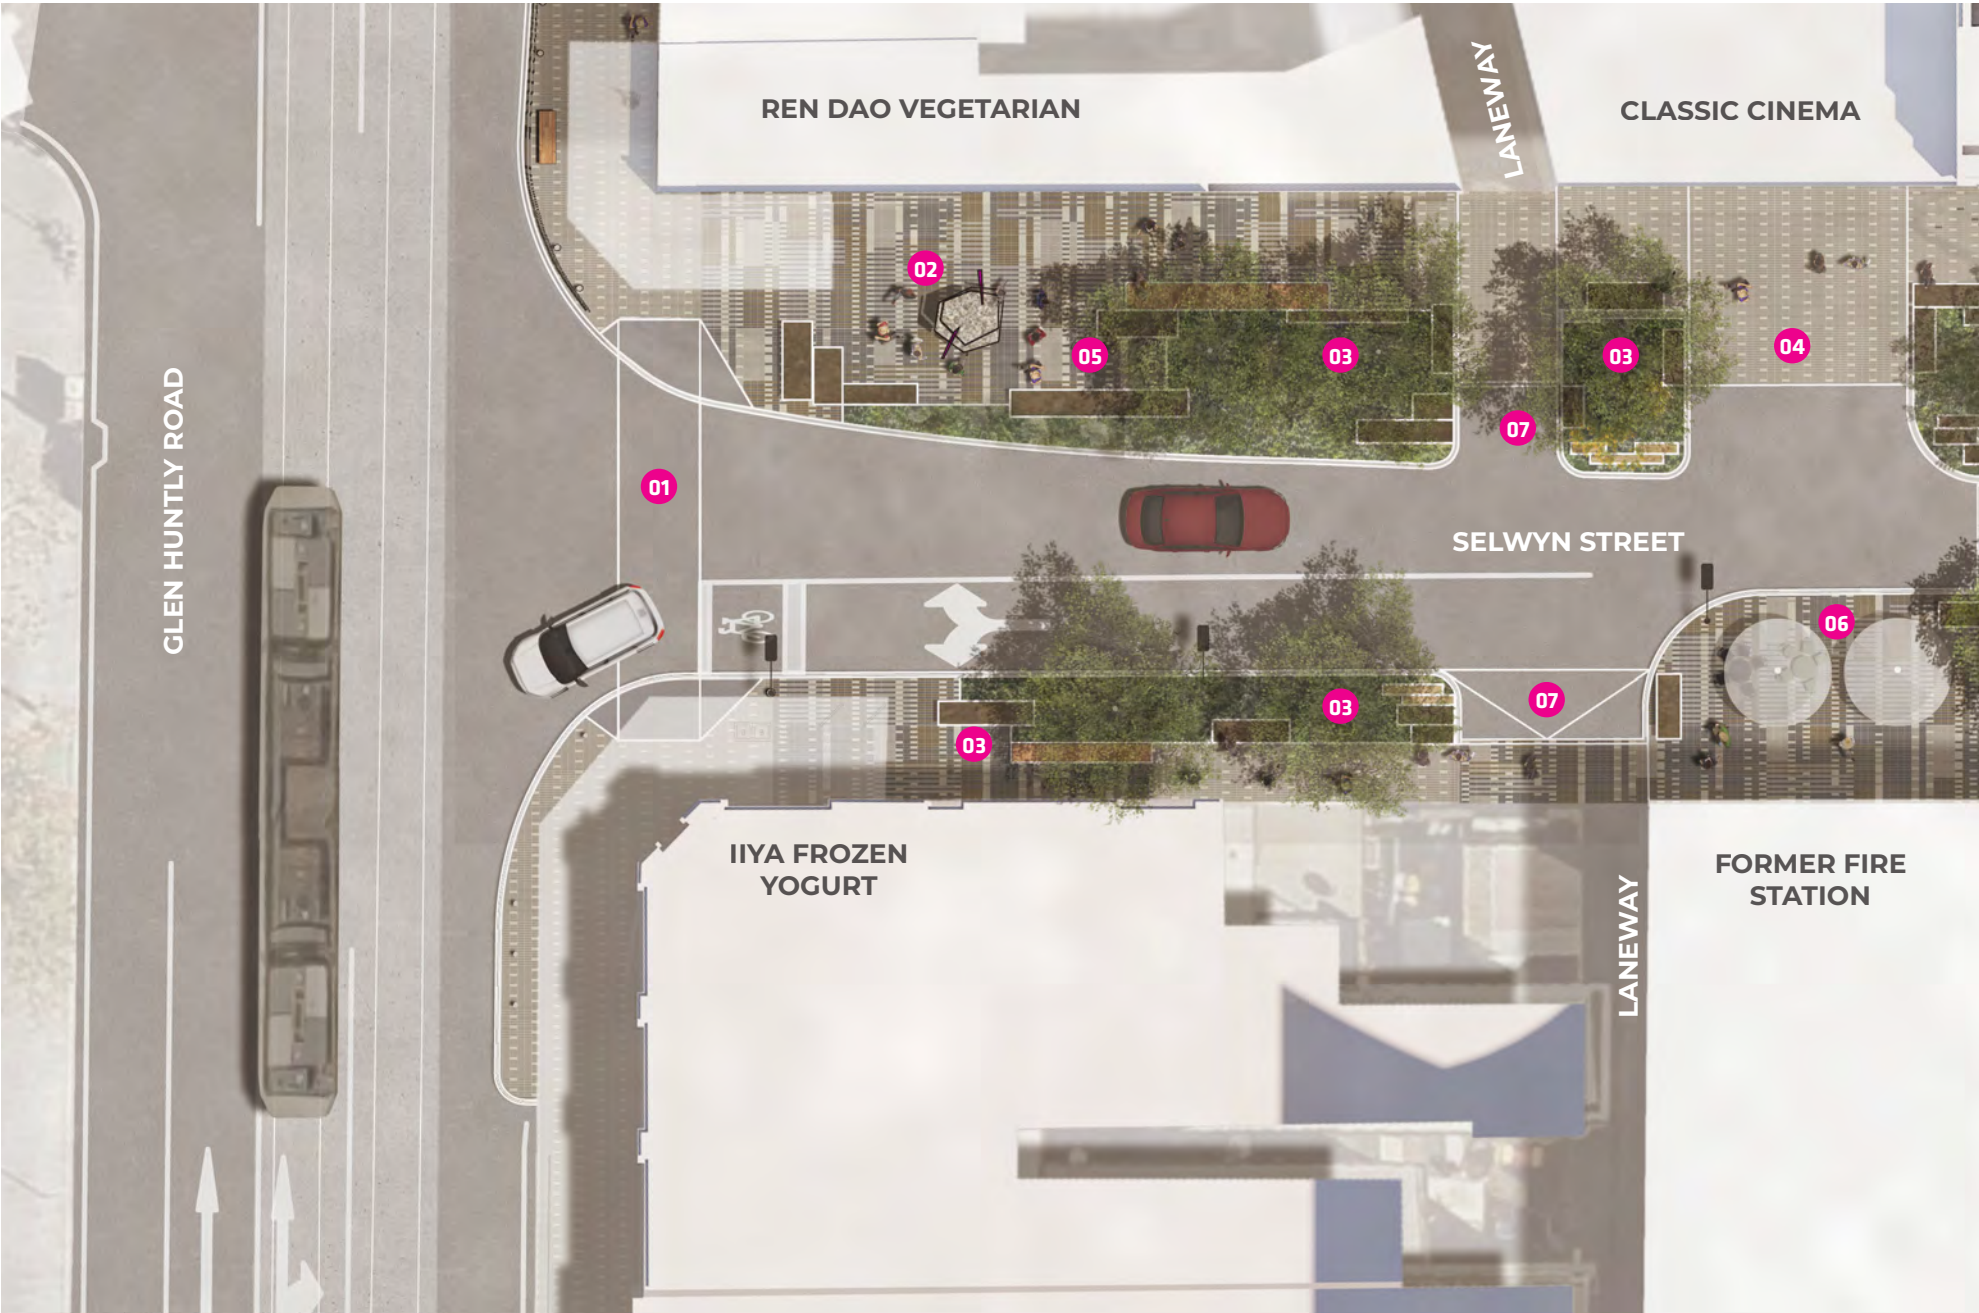 REN DAO VEGETARIAN
LANEWAY
CLASSIC CINEMA
02
05
03
03
04
07
GLEN HUNTLY ROAD
01
SELWYN STREET
06
03
07
03
IIYA FROZEN
YOGURT
FORMER FIRE
STATION
LANEWAY